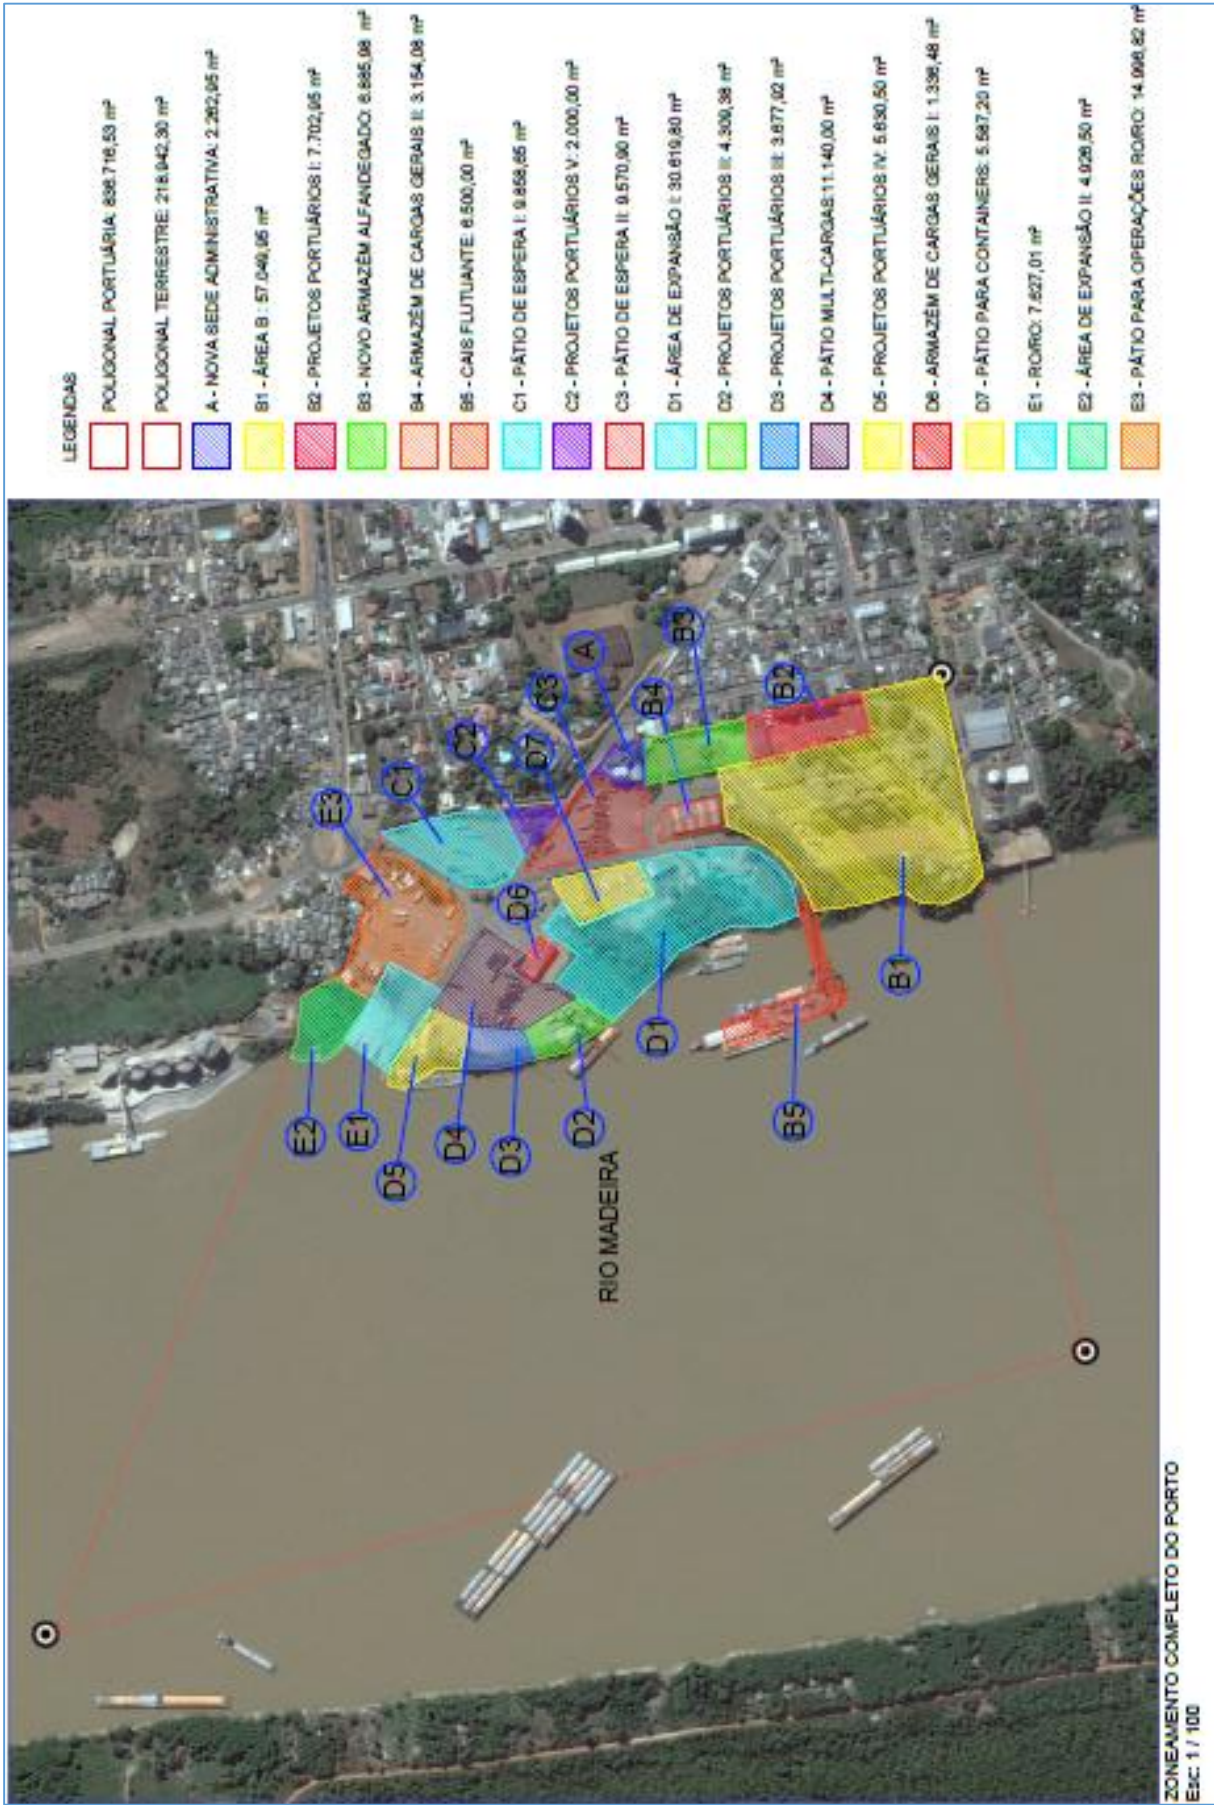 LEGENDAS
POLIGONAL PORTUÁRIA: 836.716,53 m²
POLIGONAL TERRESTRE: 218.942,30 m²
A - NOVA SEDE ADMINISTRATIVA: 2.262,95 m²
B1 - ÁREA B : 57.049,95 m²
B2 - PROJETOS PORTUÁRIOS I: 7.702,95 m²
B3 - NOVO ARMAZÉM ALFANDEGADO: 6.885,98 m²
B4 - ARMAZÉM DE CARGAS GERAIS II: 3.154,08 m²
B5 - CAIS FLUTUANTE: 6.500,00 m²
C1 - PÁTIO DE ESPERA I: 9.858,65 m²
C2 - PROJETOS PORTUÁRIOS V: 2.000,00 m²
C3 - PÁTIO DE ESPERA II: 9.570,90 m²
D1 - ÁREA DE EXPANSÃO I: 30.619,80 m²
D2 - PROJETOS PORTUÁRIOS II: 4.309,38 m²
D3 - PROJETOS PORTUÁRIOS III: 3.677,92 m²
D4 - PÁTIO MULTI-CARGAS: 11.140,00 m²
D5 - PROJETOS PORTUÁRIOS IV: 5.630,50 m²
D6 - ARMAZÉM DE CARGAS GERAIS I: 1.336,48 m²
D7 - PÁTIO PARA CONTAINERS: 5.587,20 m²
E1 - RO/RO: 7.627,01 m²
E2 - ÁREA DE EXPANSÃO II: 4.926,50 m²
E3 - PÁTIO PARA OPERAÇÕES RO/RO: 14.998,82 m²
E3
C1
C2
D7
C3
A
B4
B3
B2
D6
E2
E1
D5
D4
D3
D2
D1
B5
B1
RIO MADEIRA
ZONEAMENTO COMPLETO DO PORTO
Esc: 1 / 100